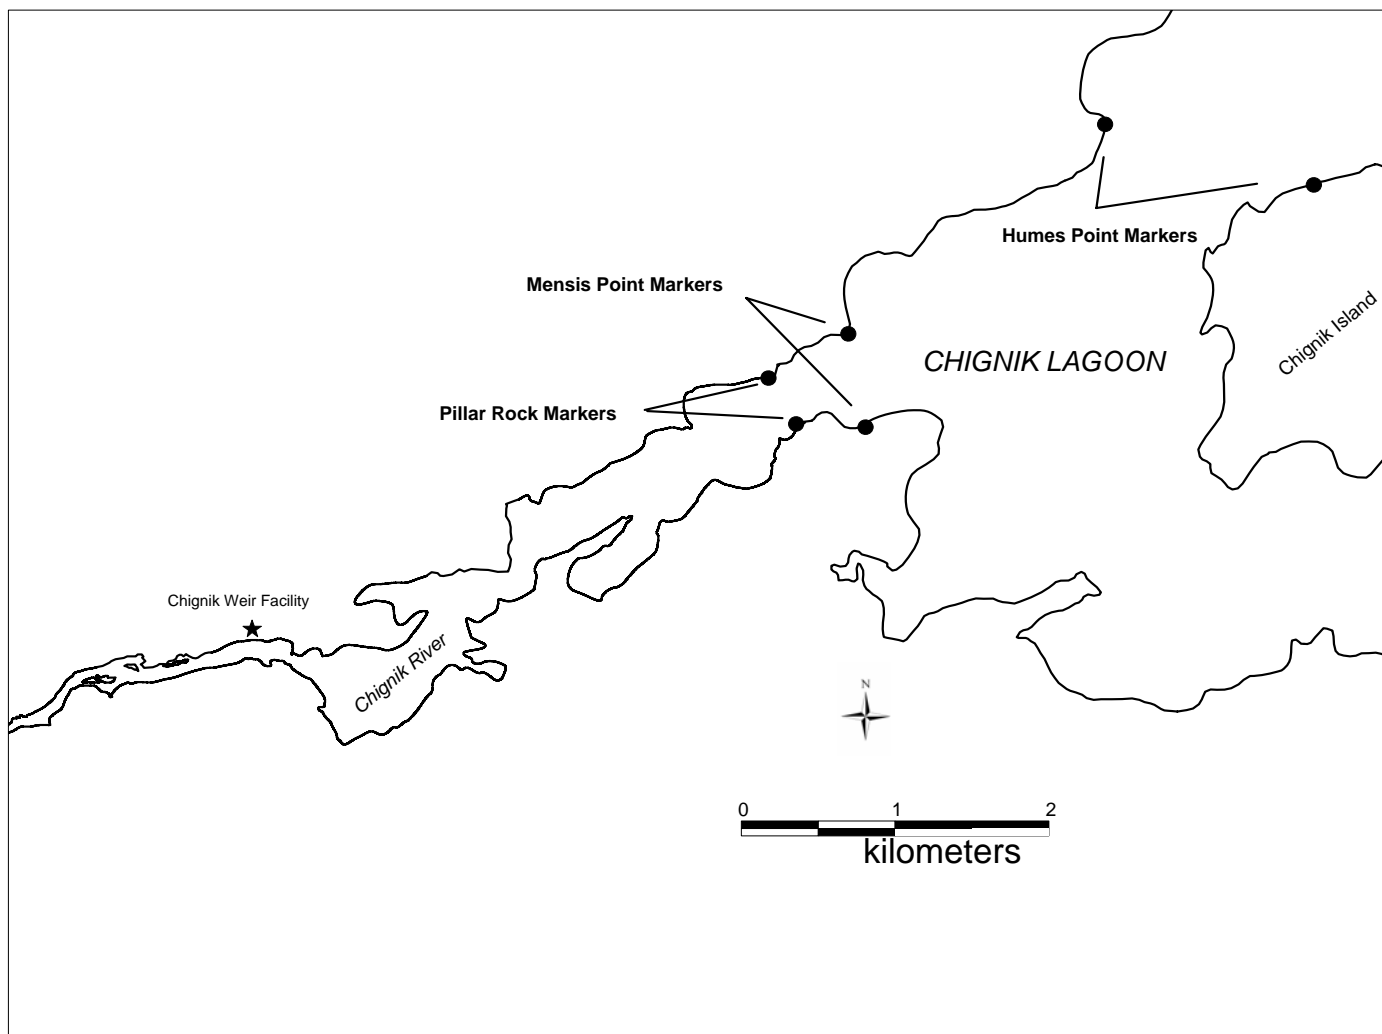 Humes Point Markers
Mensis Point Markers
Chignik Island
CHIGNIK LAGOON
Pillar Rock Markers
Chignik Weir Facility
Chignik River
N
0 1 2
kilometers